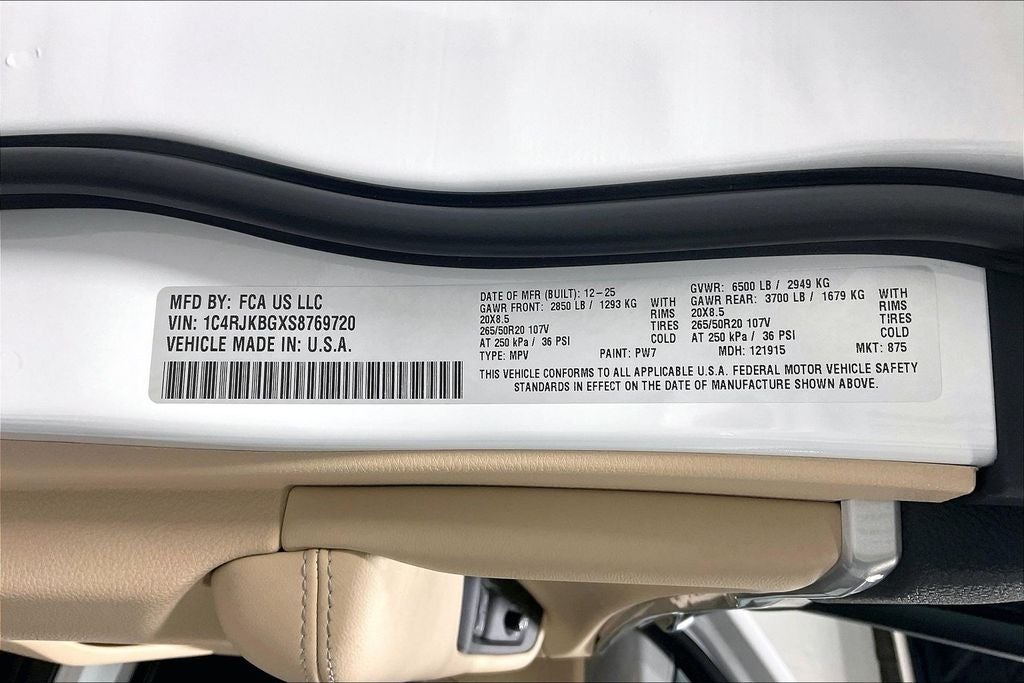 MFD BY: FCA US LLC
VIN: 1C4RJKBGXS8769720
VEHICLE MADE IN: U.S.A.
DATE OF MFR (BUILT): 12-25
GAWR FRONT: 2850 LB / 1293 KG WITH
20X8.5 RIMS
265/50R20 107V TIRES
AT 250 kPa / 36 PSI COLD
TYPE: MPV PAINT: PW7
GVWR: 6500 LB / 2949 KG
GAWR REAR: 3700 LB / 1679 KG WITH
20X8.5 RIMS
265/50R20 107V TIRES
AT 250 kPa / 36 PSI COLD
MDH: 121915 MKT: 875
THIS VEHICLE CONFORMS TO ALL APPLICABLE U.S.A. FEDERAL MOTOR VEHICLE SAFETY
STANDARDS IN EFFECT ON THE DATE OF MANUFACTURE SHOWN ABOVE.